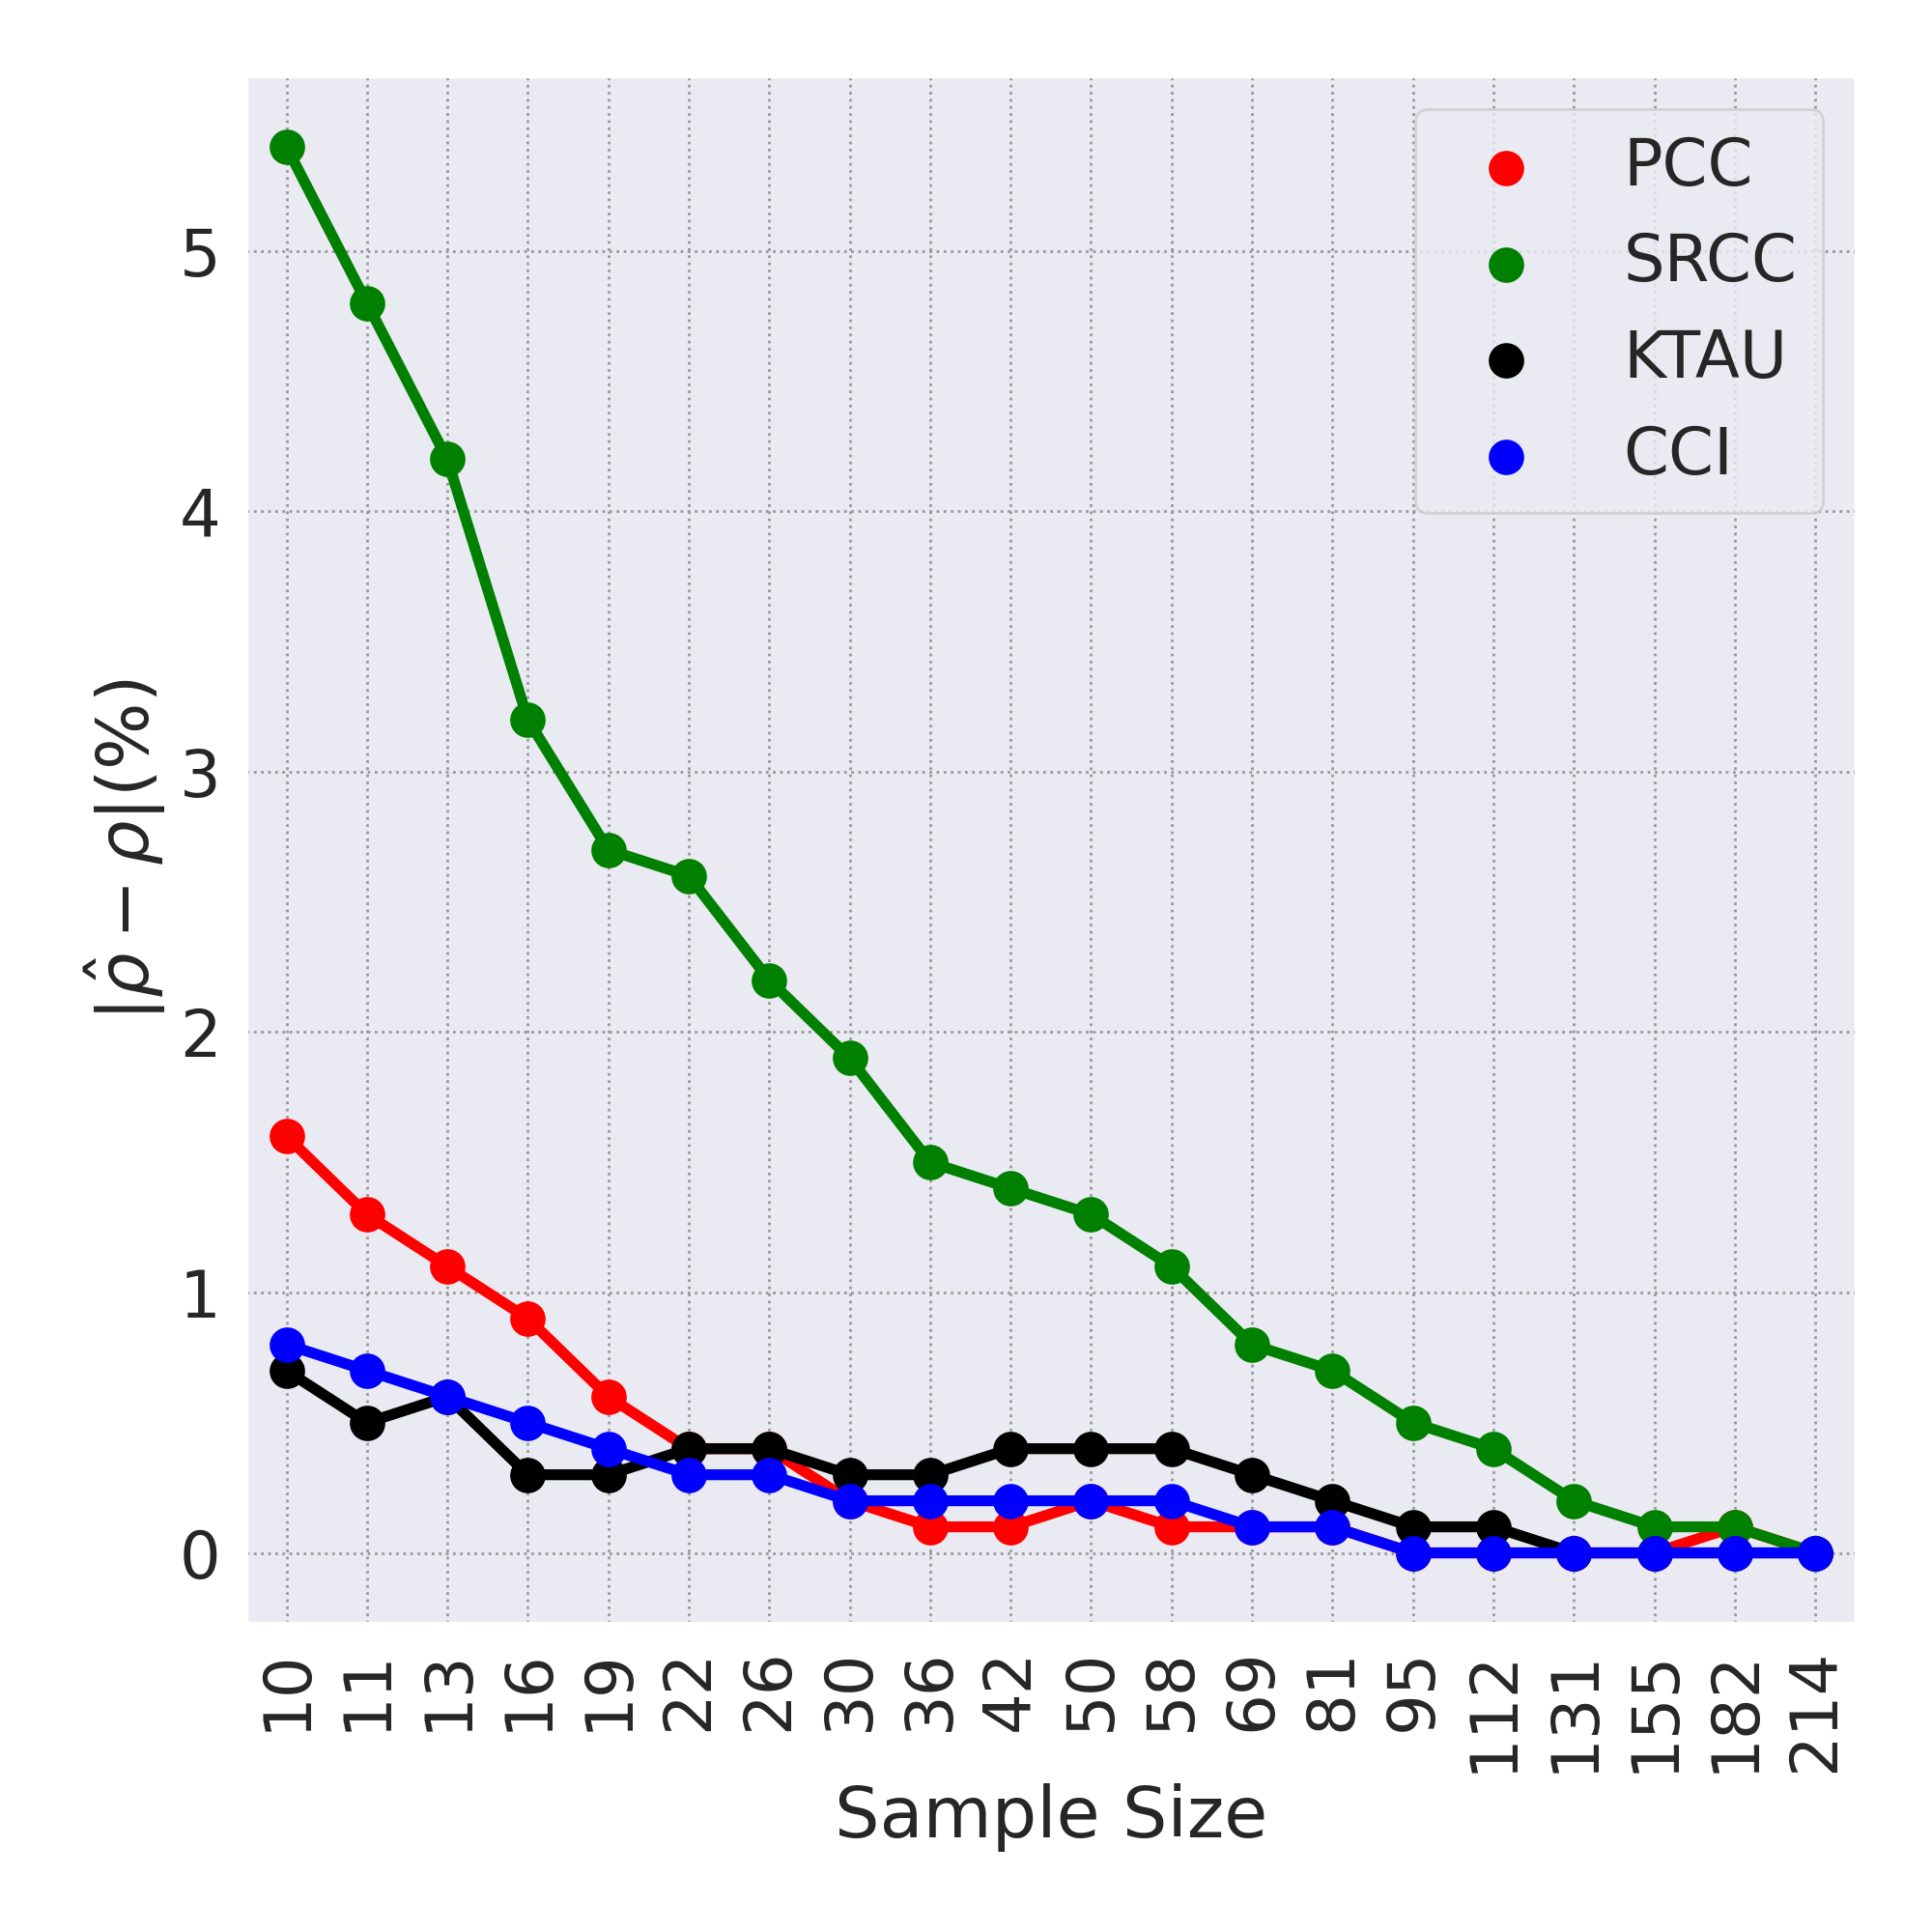 PCC
SRCC
KTAU
CCI
5
4
3
2
1
0
|ρ̂ − ρ|(%)
10 11 13 16 19 22 26 30 36 42 50 58 69 81 95 112 131 155 182 214
Sample Size